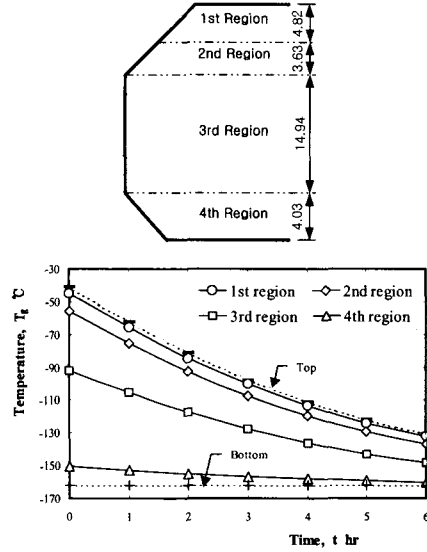 1st Region
4.82
2nd Region
3.63
3rd Region
14.94
4th Region
4.03
-30
-50
-70
-90
-110
-130
-150
-170
Temperature, Tg ℃
1st region
2nd region
3rd region
4th region
Top
Bottom
0 1 2 3 4 5 6
Time, t hr